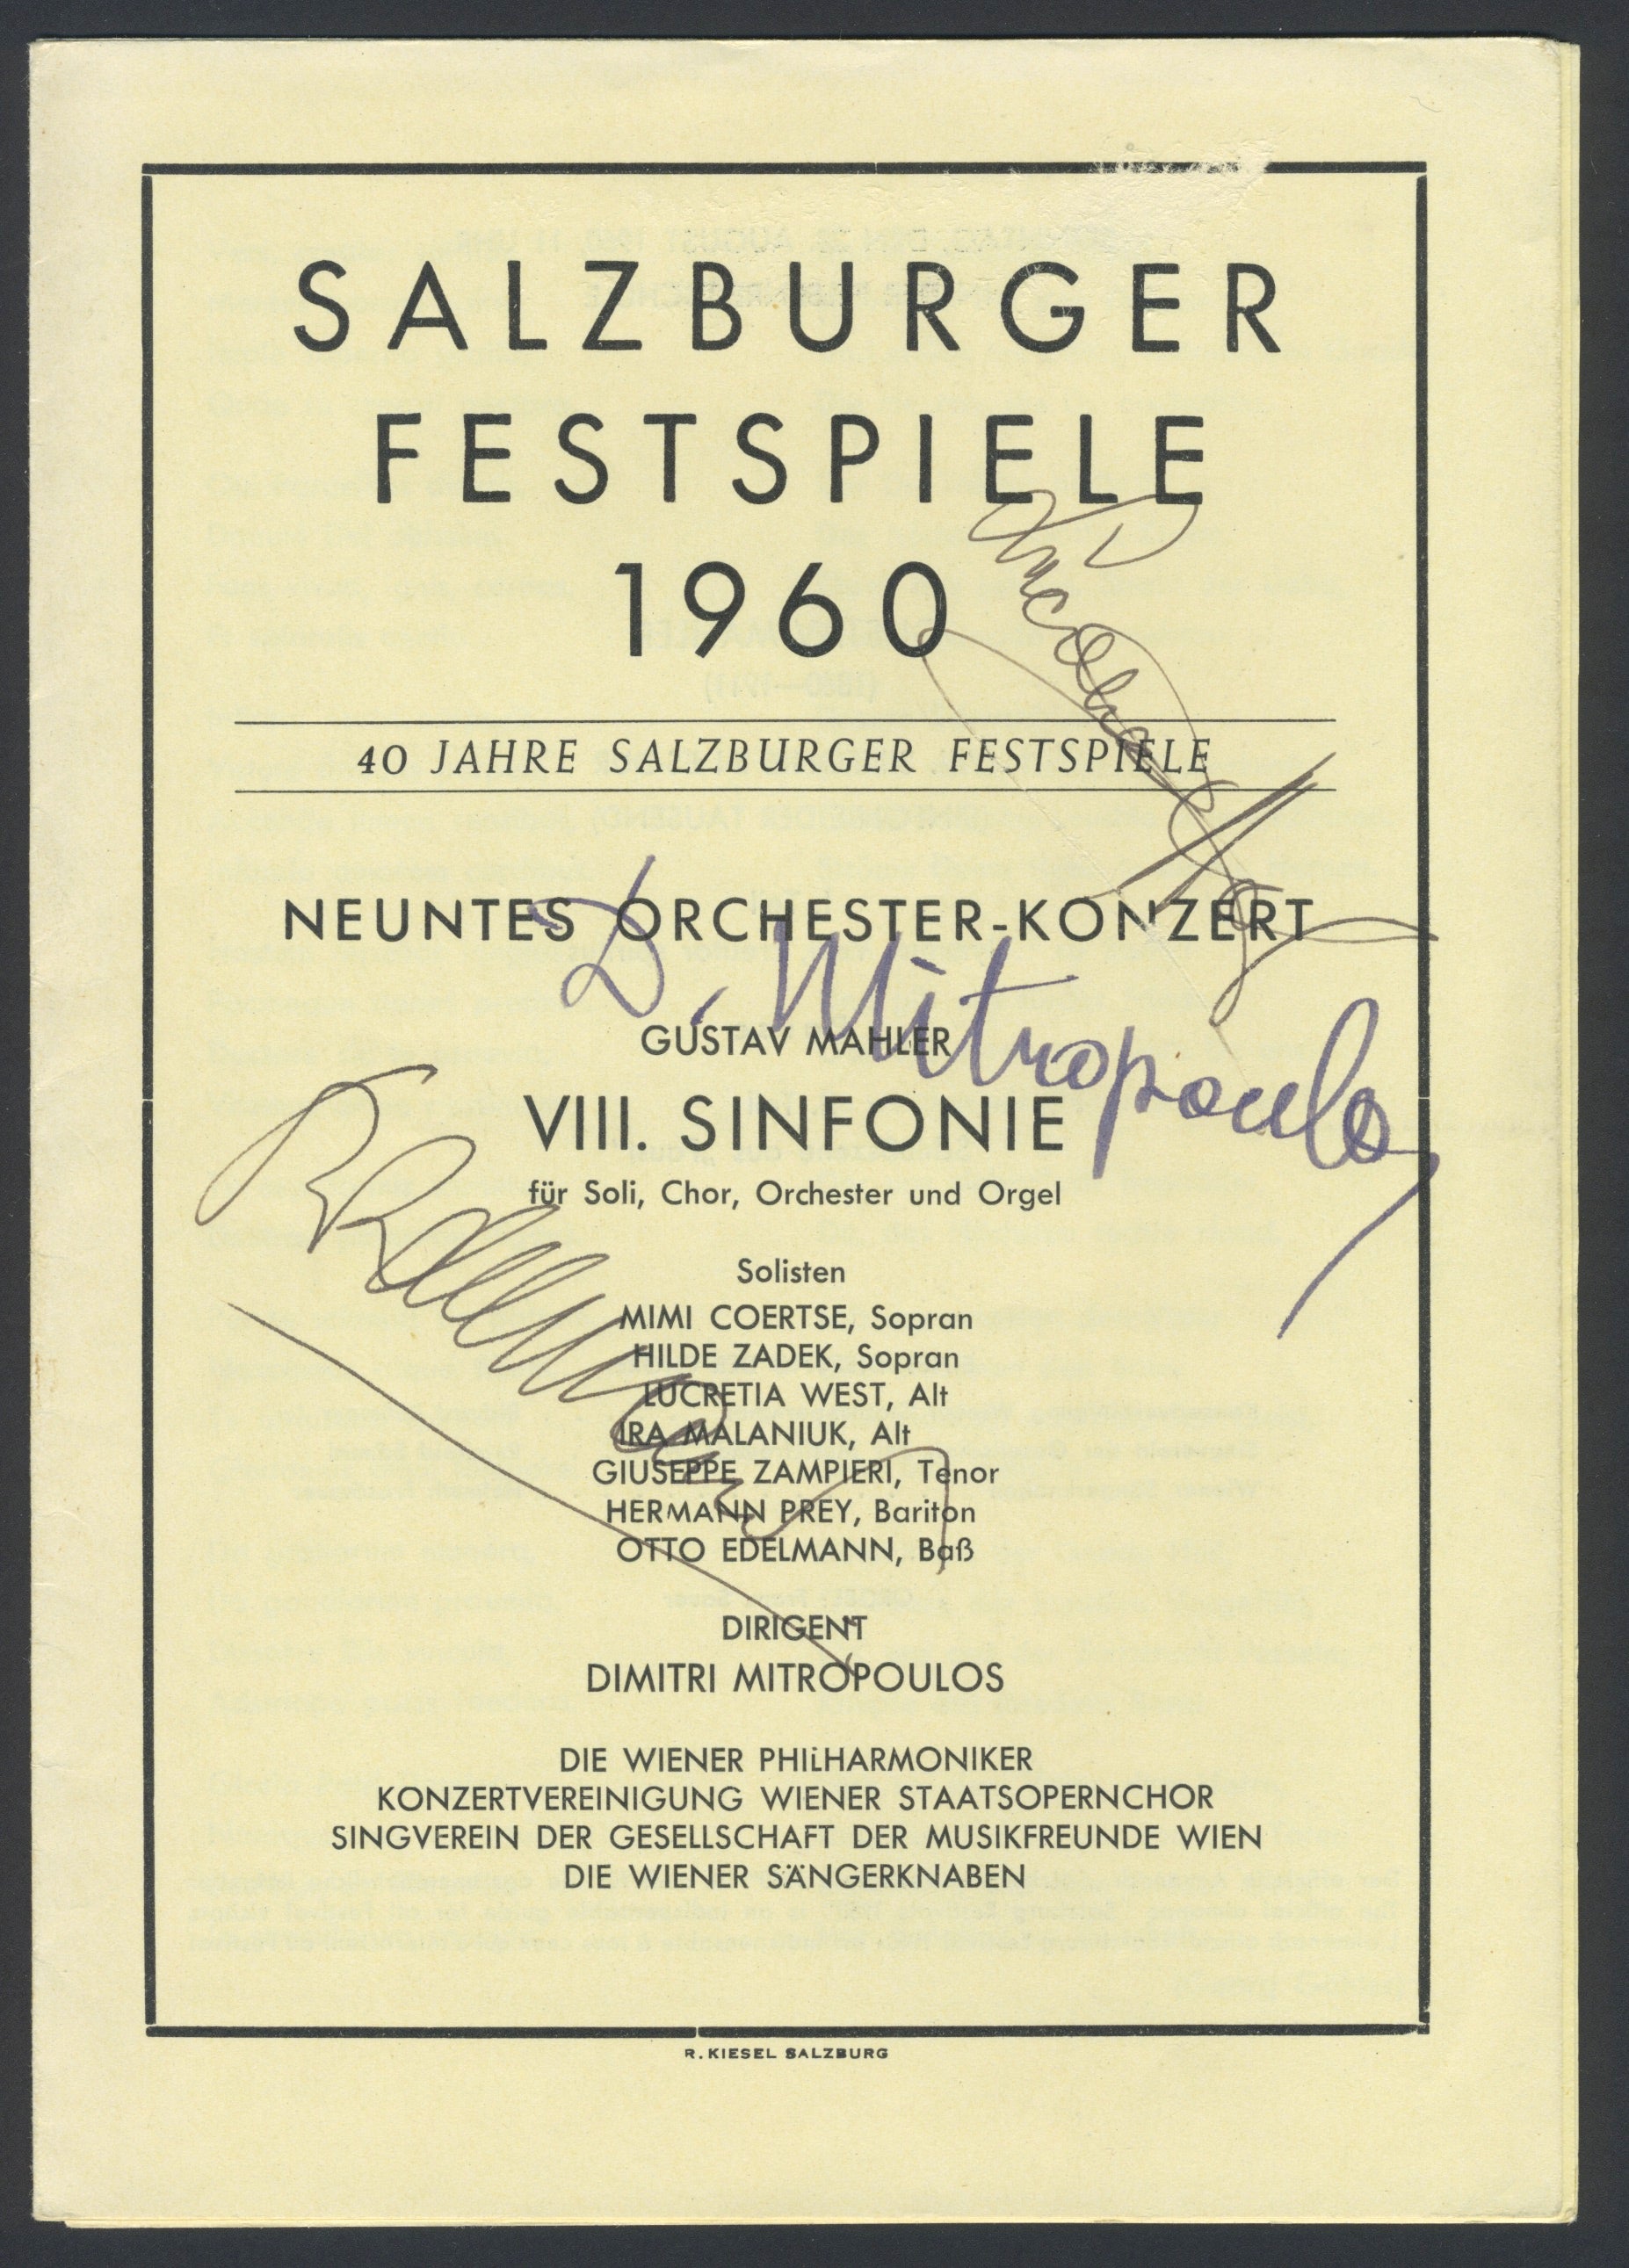 SALZBURGER
FESTSPIELE
1960
40 JAHRE SALZBURGER FESTSPIELE
NEUNTES ORCHESTER-KONZERT
D. Mitropoulos
GUSTAV MAHLER
VIII. SINFONIE
für Soli, Chor, Orchester und Orgel
Solisten
MIMI COERTSE, Sopran
HILDE ZADEK, Sopran
LUCRETIA WEST, Alt
IRA MALANIUK, Alt
GIUSEPPE ZAMPIERI, Tenor
HERMANN PREY, Bariton
OTTO EDELMANN, Baß
DIRIGENT
DIMITRI MITROPOULOS
DIE WIENER PHILHARMONIKER
KONZERTVEREINIGUNG WIENER STAATSOPERNCHOR
SINGVEREIN DER GESELLSCHAFT DER MUSIKFREUNDE WIEN
DIE WIENER SÄNGERKNABEN
R. KIESEL SALZBURG